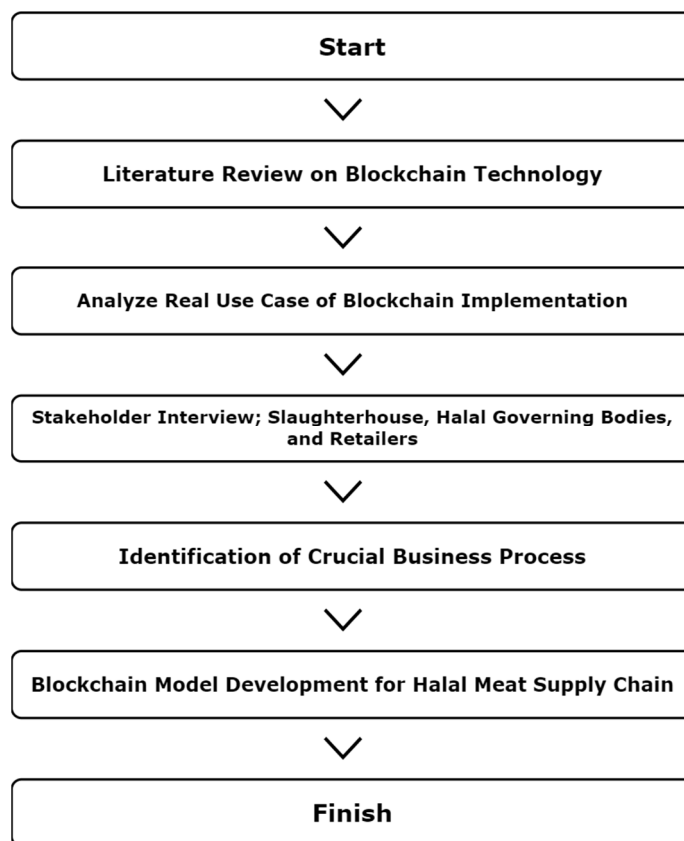 Start
Literature Review on Blockchain Technology
Analyze Real Use Case of Blockchain Implementation
Stakeholder Interview; Slaughterhouse, Halal Governing Bodies,
and Retailers
Identification of Crucial Business Process
Blockchain Model Development for Halal Meat Supply Chain
Finish